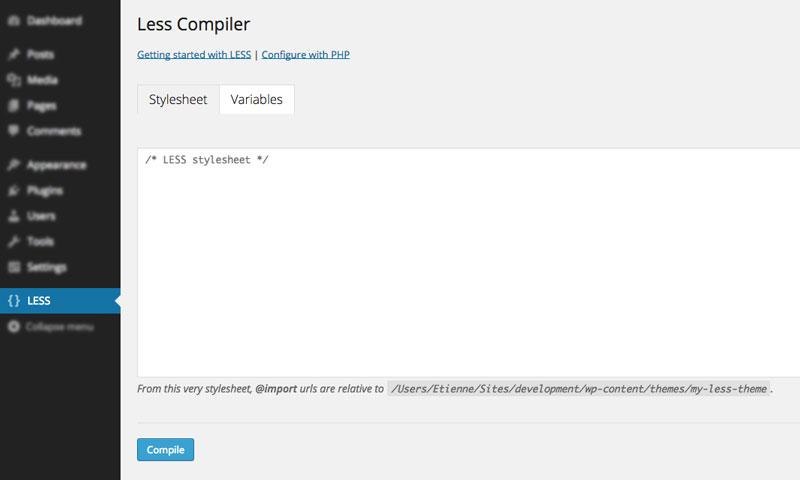 Dashboard
Posts
Media
Pages
Comments
Appearance
Plugins
Users
Tools
Settings
{} LESS
Collapse menu
Less Compiler
Getting started with LESS | Configure with PHP
Stylesheet Variables
/* LESS stylesheet */
From this very stylesheet, @import urls are relative to /Users/Etienne/Sites/development/wp-content/themes/my-less-theme .
Compile